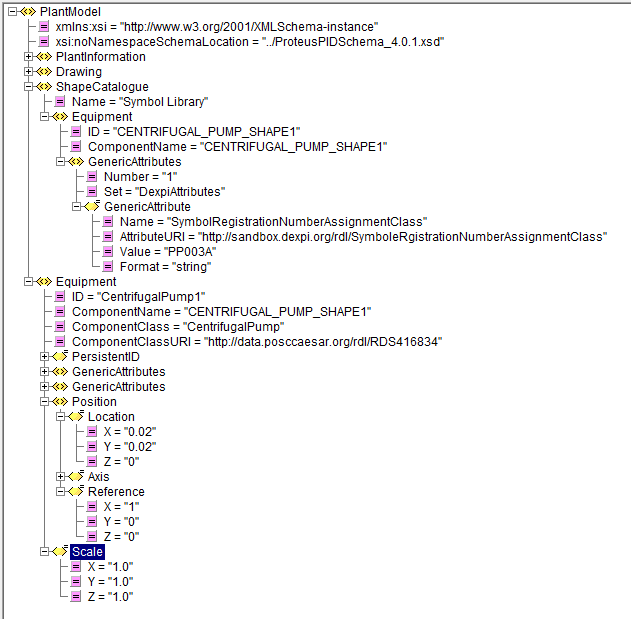 PlantModel
xmlns:xsi = "http://www.w3.org/2001/XMLSchema-instance"
xsi:noNamespaceSchemaLocation = "../ProteusPIDSchema_4.0.1.xsd"
PlantInformation
Drawing
ShapeCatalogue
Name = "Symbol Library"
Equipment
ID = "CENTRIFUGAL_PUMP_SHAPE1"
ComponentName = "CENTRIFUGAL_PUMP_SHAPE1"
GenericAttributes
Number = "1"
Set = "DexpiAttributes"
GenericAttribute
Name = "SymbolRegistrationNumberAssignmentClass"
AttributeURI = "http://sandbox.dexpi.org/rdl/SymboleRgistrationNumberAssignmentClass"
Value = "PP003A"
Format = "string"
Equipment
ID = "CentrifugalPump1"
ComponentName = "CENTRIFUGAL_PUMP_SHAPE1"
ComponentClass = "CentrifugalPump"
ComponentClassURI = "http://data.posccaesar.org/rdl/RDS416834"
PersistentID
GenericAttributes
GenericAttributes
Position
Location
X = "0.02"
Y = "0.02"
Z = "0"
Axis
Reference
X = "1"
Y = "0"
Z = "0"
Scale
X = "1.0"
Y = "1.0"
Z = "1.0"